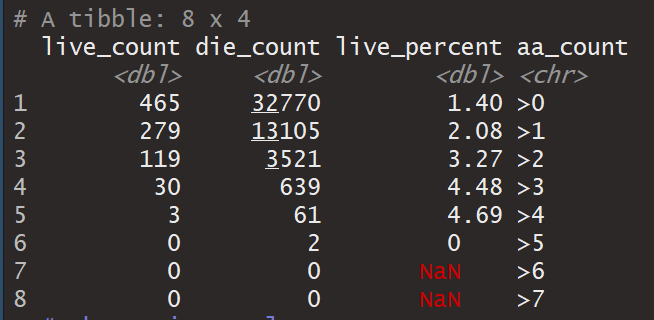 # A tibble: 8 x 4
live_count die_count live_percent aa_count
<dbl> <dbl> <dbl> <chr>
1 465 32770 1.40 >0
2 279 13105 2.08 >1
3 119 3521 3.27 >2
4 30 639 4.48 >3
5 3 61 4.69 >4
6 0 2 0 >5
7 0 0 NaN >6
8 0 0 NaN >7